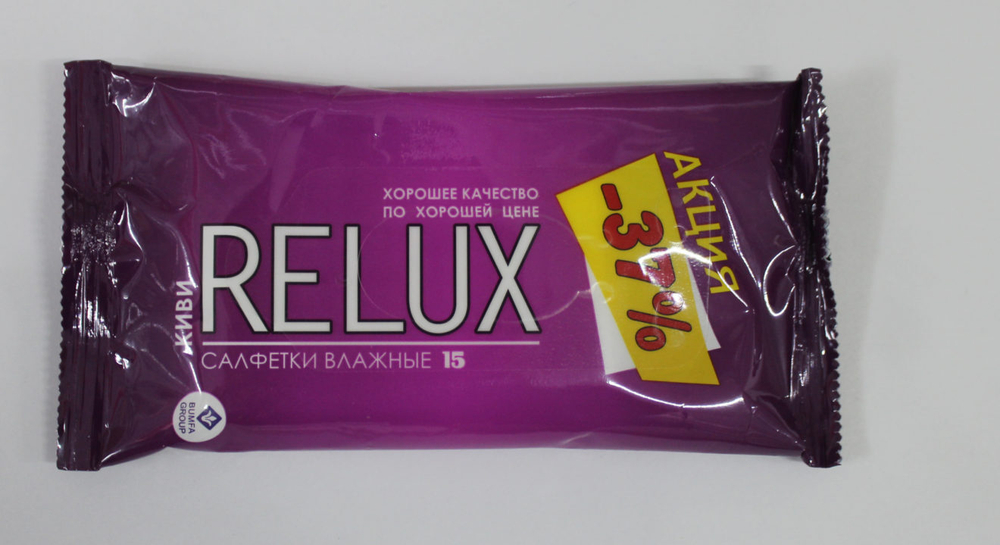 ХОРОШЕЕ КАЧЕСТВО
ПО ХОРОШЕЙ ЦЕНЕ
RELUX
КИВИ
САЛФЕТКИ ВЛАЖНЫЕ 15
BUMFA
GROUP
АКЦИЯ
-37%